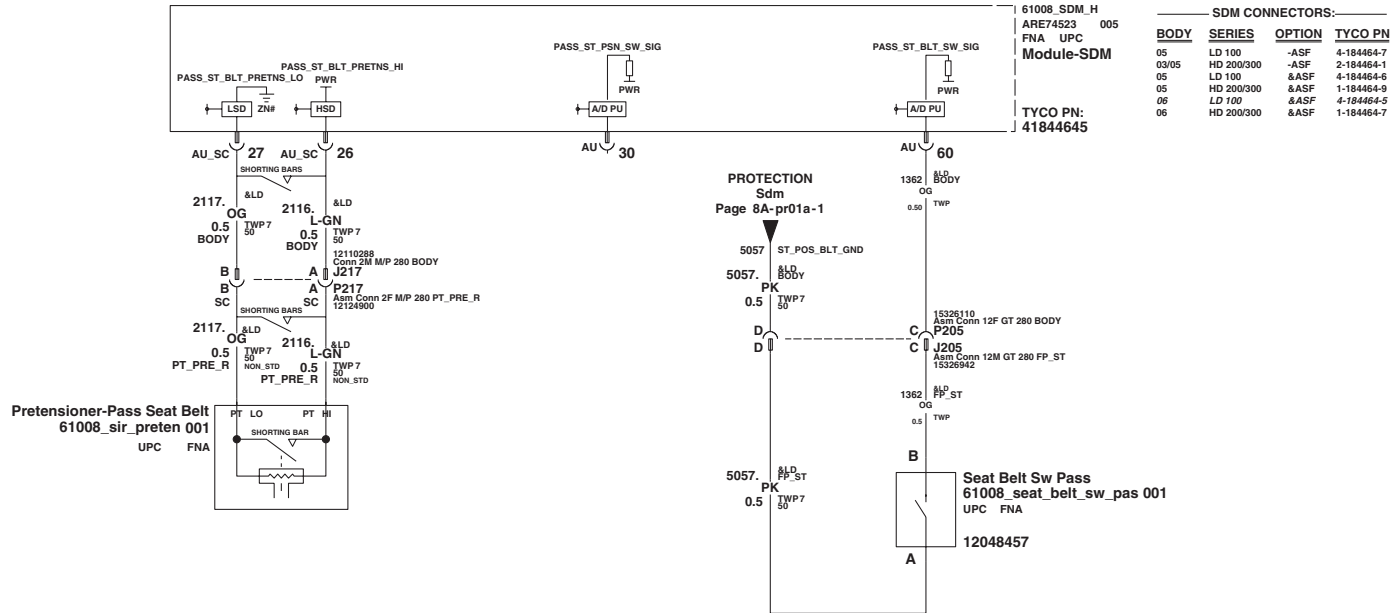 61008_SDM_H
ARE74523 005
FNA UPC
Module-SDM
TYCO PN:
41844645
SDM CONNECTORS:
BODY SERIES OPTION TYCO PN
05 LD 100 -ASF 4-184464-7
03/05 HD 200/300 -ASF 2-184464-1
05 LD 100 &ASF 4-184464-6
05 HD 200/300 &ASF 1-184464-9
06 LD 100 &ASF 4-184464-5
06 HD 200/300 &ASF 1-184464-7
PASS_ST_BLT_PRETNS_HI
PWR
PASS_ST_BLT_PRETNS_LO
LSD
ZN#
HSD
PASS_ST_PSN_SW_SIG
PWR
A/D PU
PASS_ST_BLT_SW_SIG
PWR
A/D PU
AU_SC 27
AU_SC 26
AU 30
AU 60
SHORTING BARS
2117. &LD
OG
0.5 TWP 7
50
BODY
2116. &LD
L-GN
0.5 TWP 7
50
BODY
12110288
Conn 2M M/P 280 BODY
B A J217
B A P217
SC SC
Asm Conn 2F M/P 280 PT_PRE_R
12124900
SHORTING BARS
2117. &LD
OG
0.5 TWP 7
50
PT_PRE_R NON_STD
2116. &LD
L-GN
0.5 TWP 7
50
PT_PRE_R NON_STD
Pretensioner-Pass Seat Belt
61008_sir_preten 001
UPC FNA
PT LO PT HI
SHORTING BAR
PROTECTION
Sdm
Page 8A-pr01a-1
5057 ST_POS_BLT_GND
5057. &LD
BODY
PK
0.5 TWP 7
50
D
D
5057. &LD
FP_ST
PK
0.5 TWP 7
50
1362 &LD
BODY
OG
0.50 TWP
15326110
Asm Conn 12F GT 280 BODY
C P205
C J205
Asm Conn 12M GT 280 FP_ST
15326942
1362 &LD
FP_ST
OG
0.5 TWP
B
Seat Belt Sw Pass
61008_seat_belt_sw_pas 001
UPC FNA
12048457
A